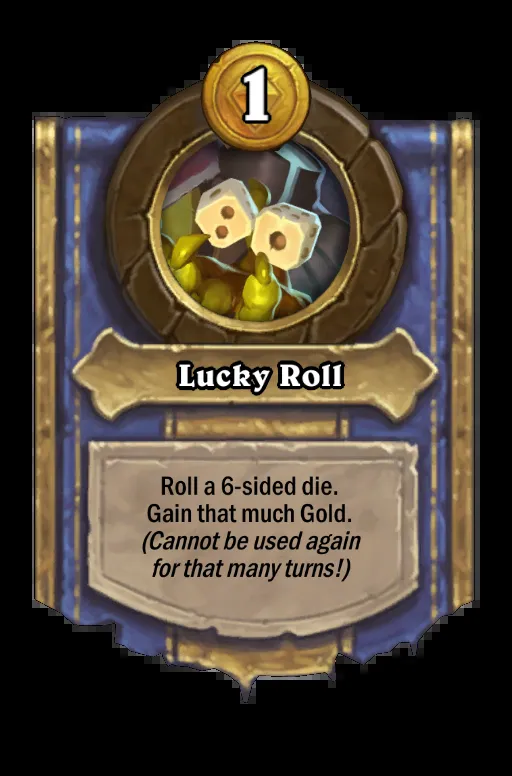 1
Lucky Roll
Roll a 6-sided die.
Gain that much Gold.
(Cannot be used again
for that many turns!)